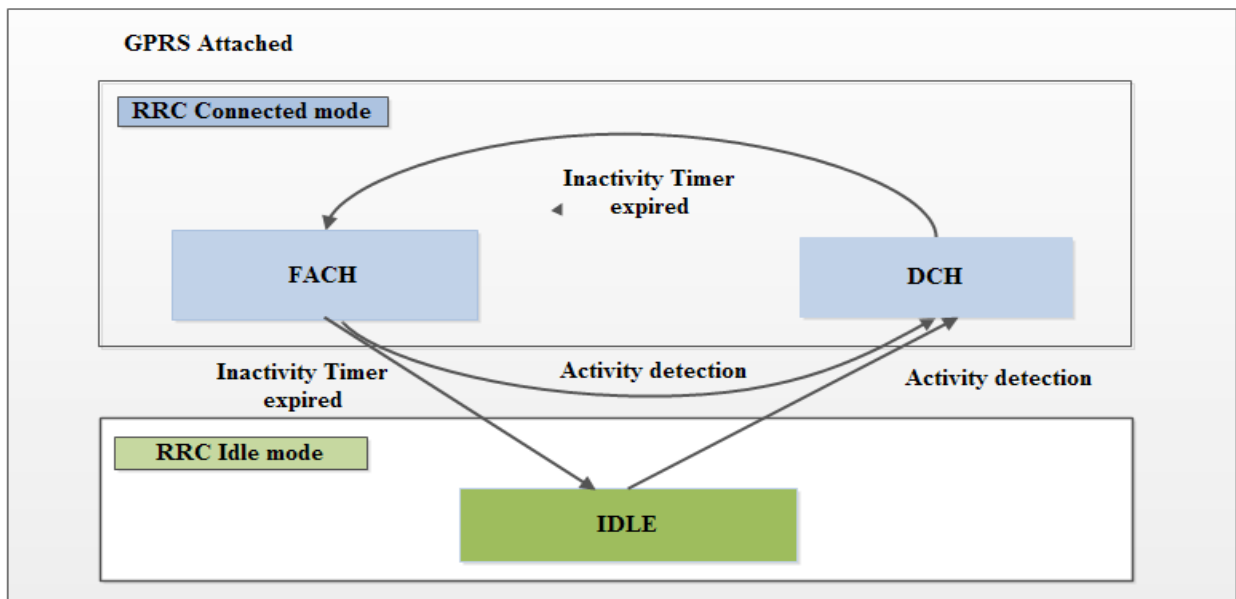 GPRS Attached
RRC Connected mode
Inactivity Timer
expired
FACH
DCH
Inactivity Timer
expired
Activity detection
Activity detection
RRC Idle mode
IDLE